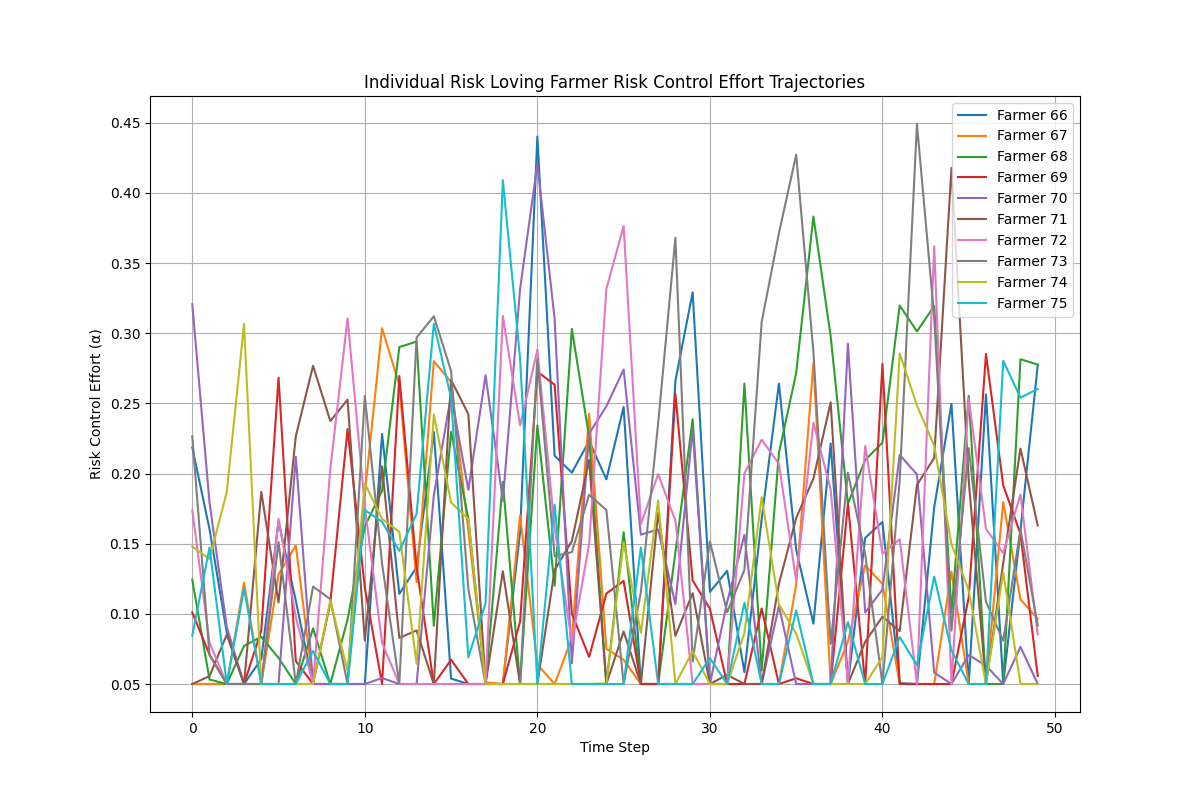 Individual Risk Loving Farmer Risk Control Effort Trajectories
Risk Control Effort (α)
0.45
0.40
0.35
0.30
0.25
0.20
0.15
0.10
0.05
0
10
20
30
40
50
Time Step
Farmer 66
Farmer 67
Farmer 68
Farmer 69
Farmer 70
Farmer 71
Farmer 72
Farmer 73
Farmer 74
Farmer 75